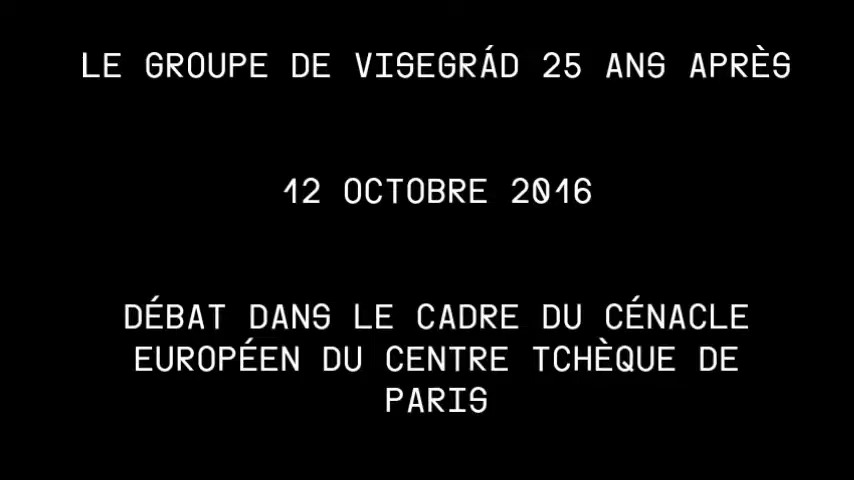 LE GROUPE DE VISEGRÁD 25 ANS APRÈS
12 OCTOBRE 2016
DÉBAT DANS LE CADRE DU CÉNACLE
EUROPÉEN DU CENTRE TCHÈQUE DE
PARIS